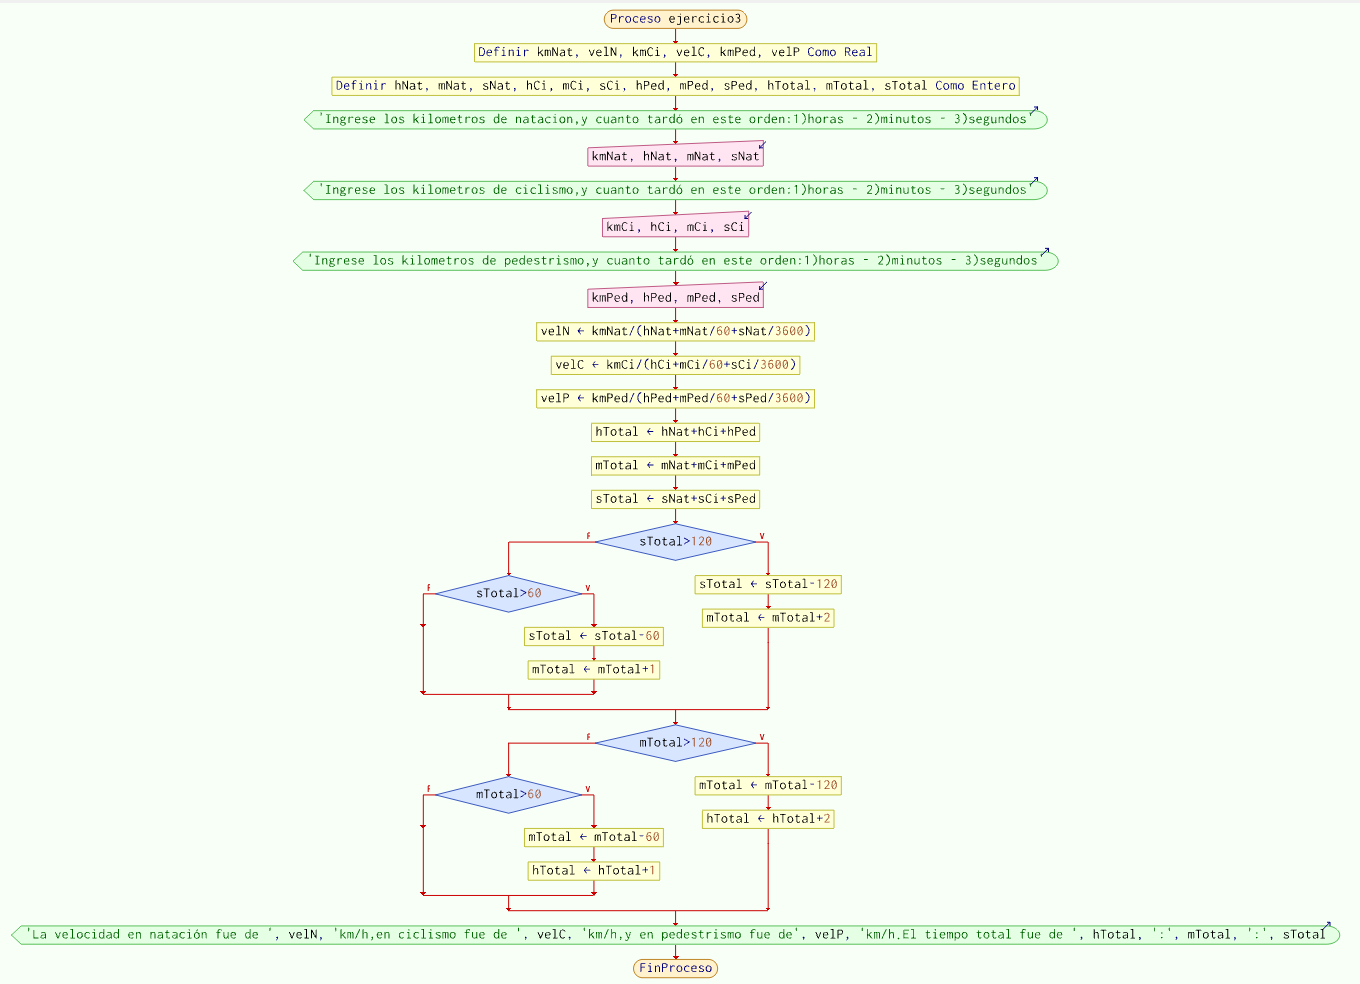 Proceso ejercicio3
Definir kmNat, velN, kmCi, velC, kmPed, velP Como Real
Definir hNat, mNat, sNat, hCi, mCi, sCi, hPed, mPed, sPed, hTotal, mTotal, sTotal Como Entero
'Ingrese los kilometros de natacion,y cuanto tardó en este orden:1)horas - 2)minutos - 3)segundos'
kmNat, hNat, mNat, sNat
'Ingrese los kilometros de ciclismo,y cuanto tardó en este orden:1)horas - 2)minutos - 3)segundos'
kmCi, hCi, mCi, sCi
'Ingrese los kilometros de pedestrismo,y cuanto tardó en este orden:1)horas - 2)minutos - 3)segundos'
kmPed, hPed, mPed, sPed
velN ← kmNat/(hNat+mNat/60+sNat/3600)
velC ← kmCi/(hCi+mCi/60+sCi/3600)
velP ← kmPed/(hPed+mPed/60+sPed/3600)
hTotal ← hNat+hCi+hPed
mTotal ← mNat+mCi+mPed
sTotal ← sNat+sCi+sPed
F V
sTotal>120
sTotal ← sTotal-120
F V
sTotal>60
mTotal ← mTotal+2
sTotal ← sTotal-60
mTotal ← mTotal+1
F V
mTotal>120
mTotal ← mTotal-120
F V
mTotal>60
hTotal ← hTotal+2
mTotal ← mTotal-60
hTotal ← hTotal+1
'La velocidad en natación fue de ', velN, 'km/h,en ciclismo fue de ', velC, 'km/h,y en pedestrismo fue de', velP, 'km/h.El tiempo total fue de ', hTotal, ':', mTotal, ':', sTotal
FinProceso